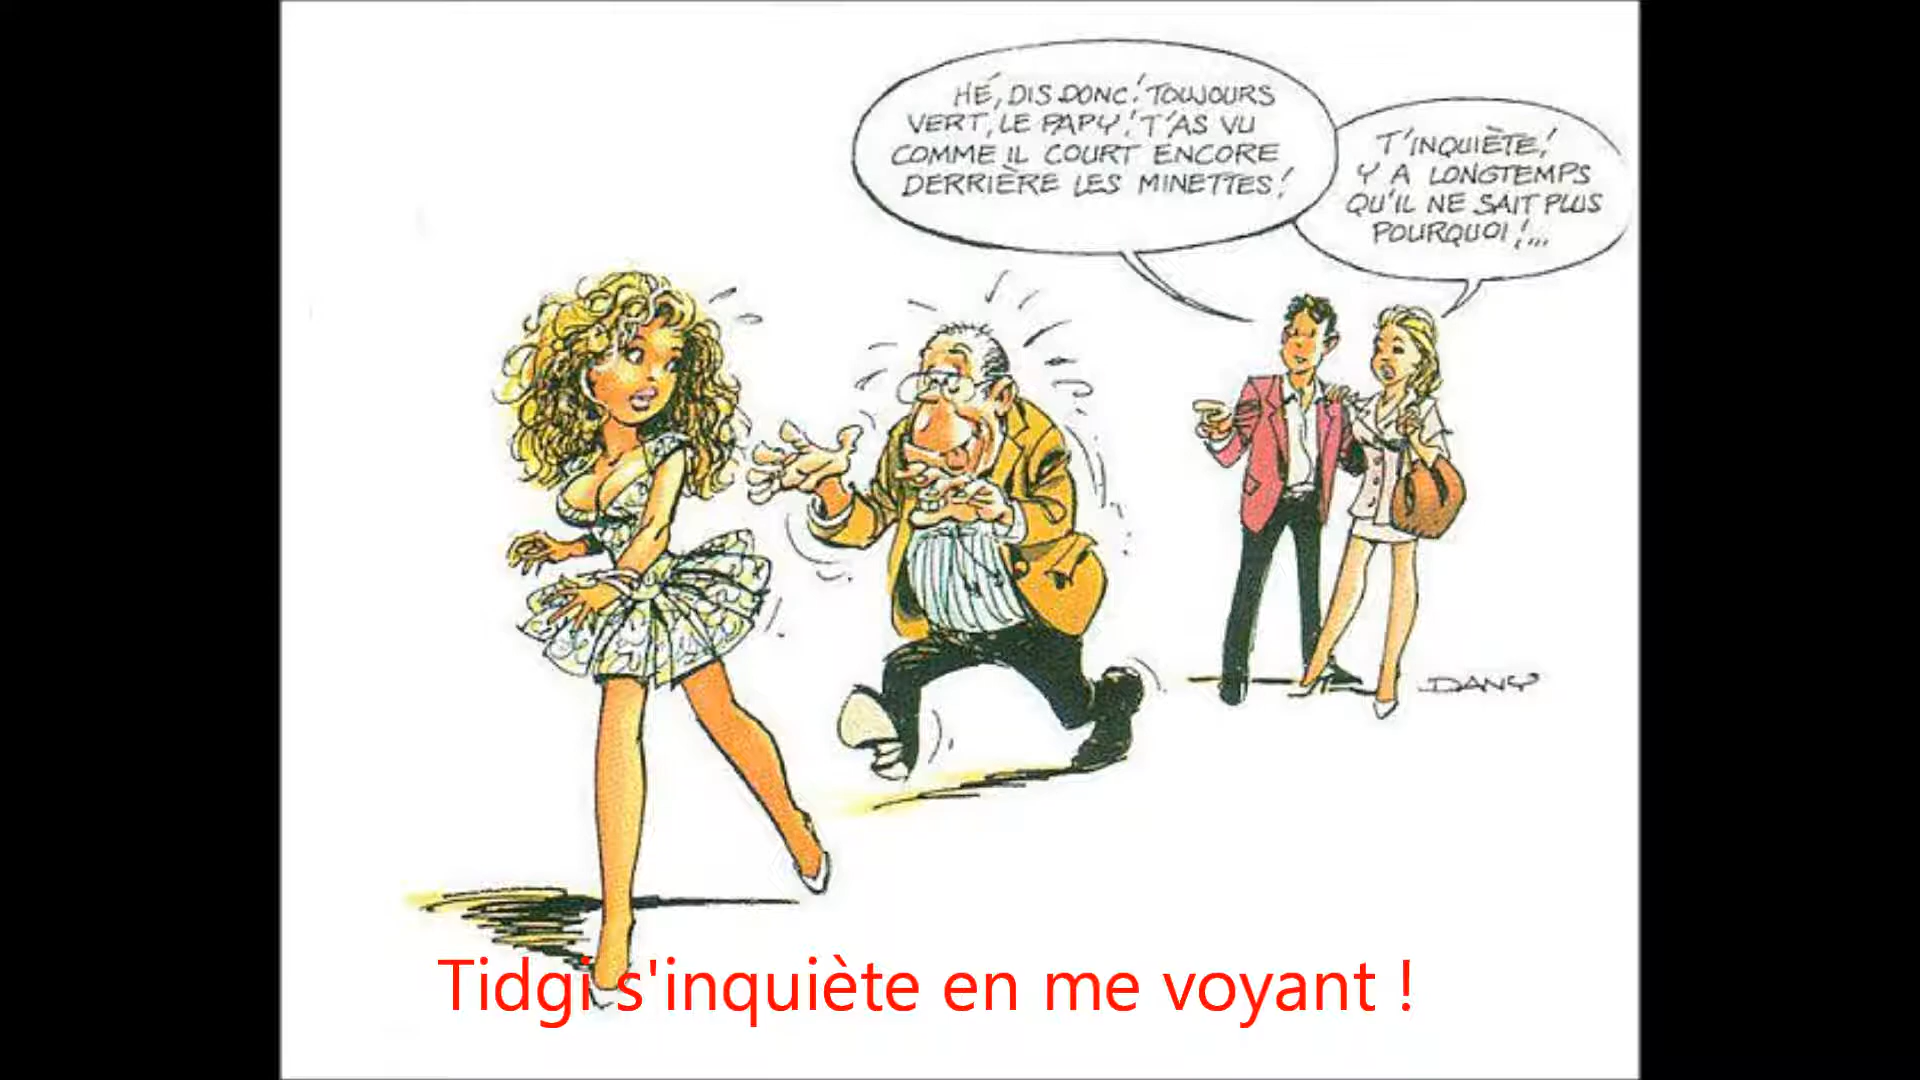 HÉ, DIS DONC! TOUJOURS
VERT, LE PAPY! T'AS VU
COMME IL COURT ENCORE
DERRIÈRE LES MINETTES!
T'INQUIÈTE!
Y A LONGTEMPS
QU'IL NE SAIT PLUS
POURQUOI!...
DANY
Tidgi s'inquiète en me voyant !